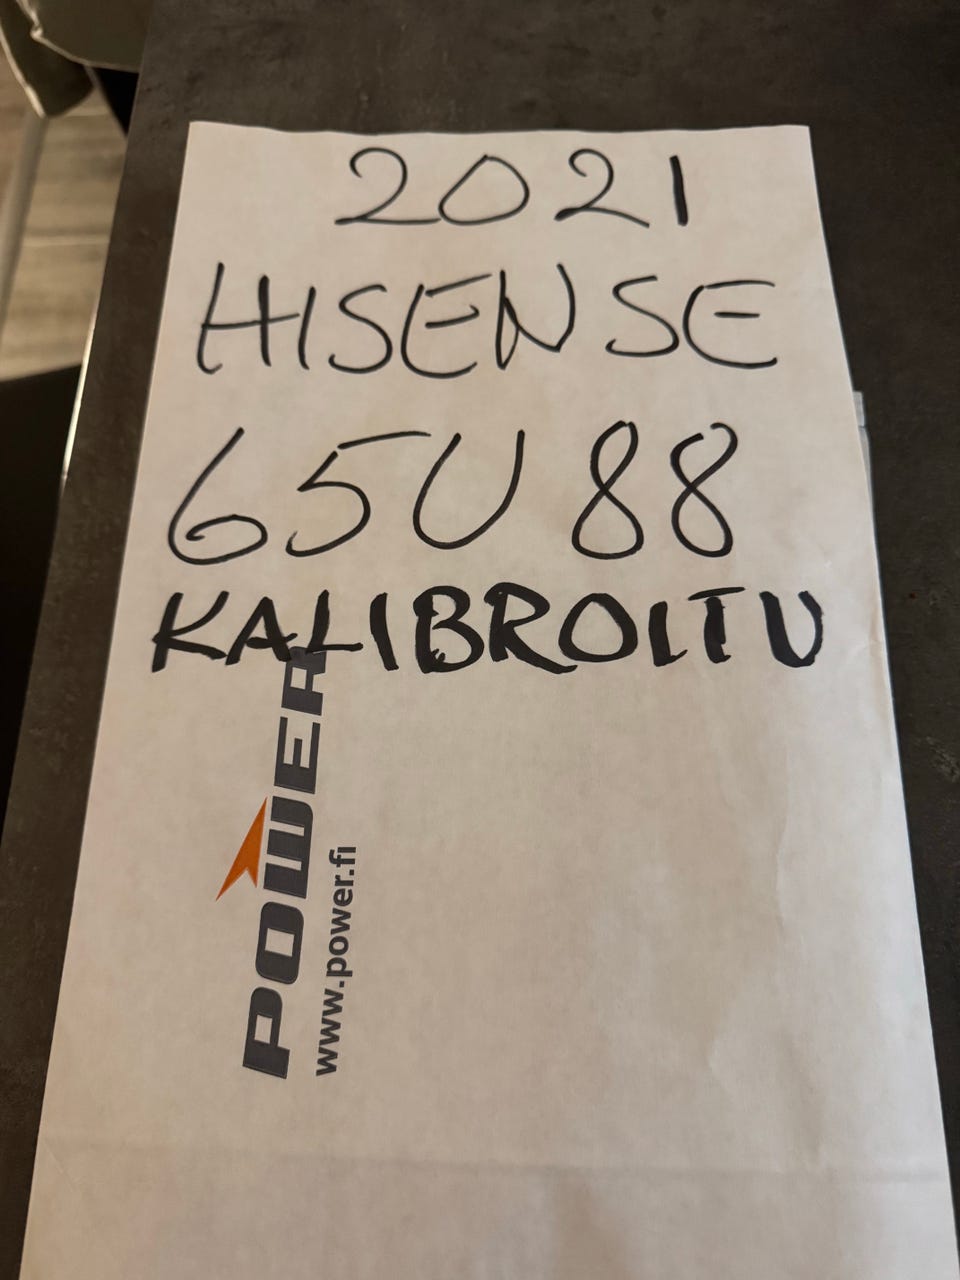 2021
HISENSE
65U88
KALIBROITU
POWER
www.power.fi